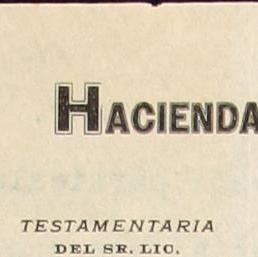 HACIENDA
TESTAMENTARIA
DEL SR. LIC.